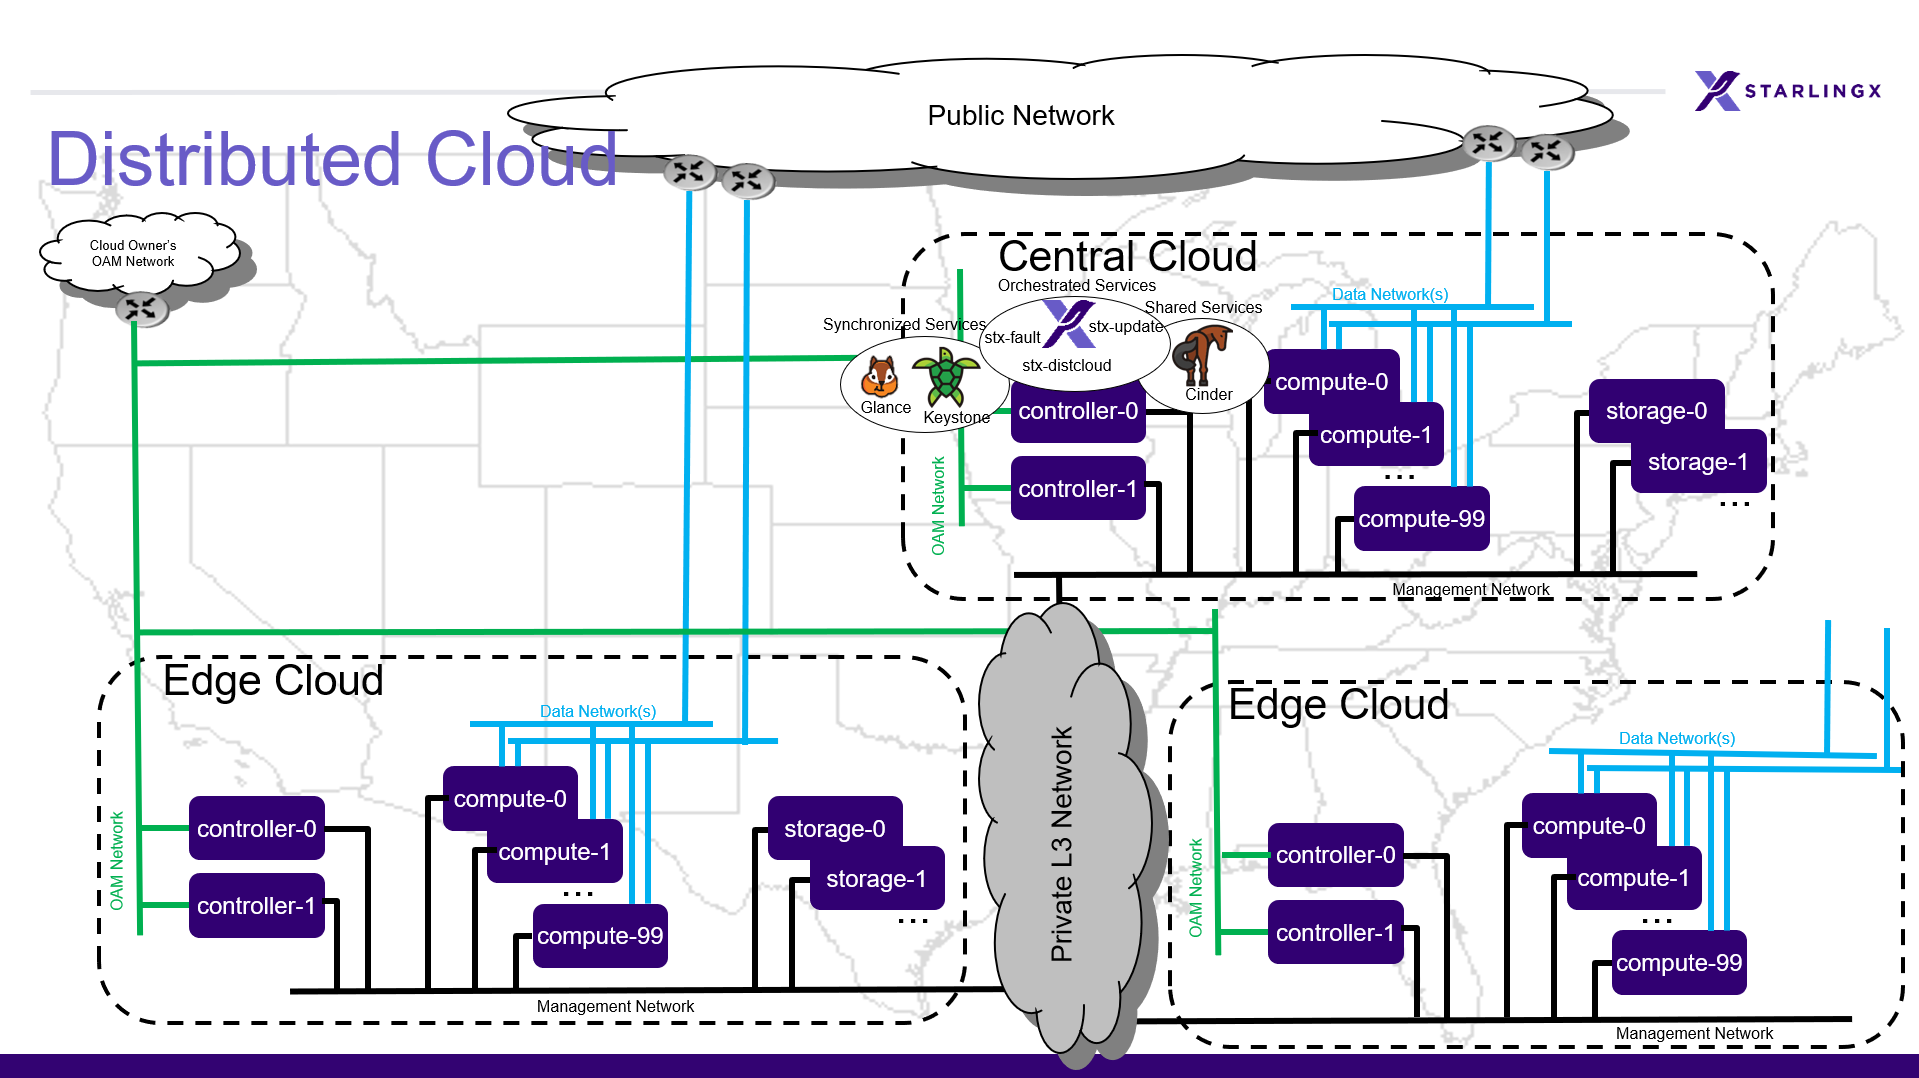 STARLINGX
Public Network
Distributed Cloud
Cloud Owner's
OAM Network
Central Cloud
Orchestrated Services
Shared Services
Synchronized Services
stx-fault
stx-update
stx-distcloud
Glance
Keystone
Cinder
Data Network(s)
compute-0
compute-1
...
compute-99
controller-0
controller-1
storage-0
storage-1
...
OAM Network
Management Network
Edge Cloud
Data Network(s)
controller-0
controller-1
compute-0
compute-1
...
compute-99
storage-0
storage-1
...
OAM Network
Management Network
Private L3 Network
Edge Cloud
Data Network(s)
controller-0
controller-1
compute-0
compute-1
...
compute-99
OAM Network
Management Network